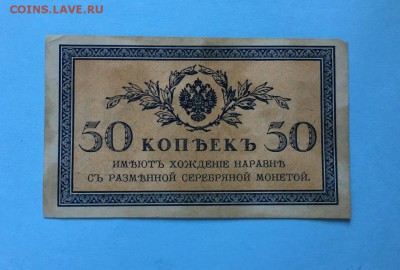 COINS.LAVE.RU
50 КОПѢЕКЪ 50
ИМѢЮТЪ ХОЖДЕНІЕ НАРАВНѢ
СЪ РАЗМѢННОЙ СЕРЕБРЯНОЙ МОНЕТОЙ.